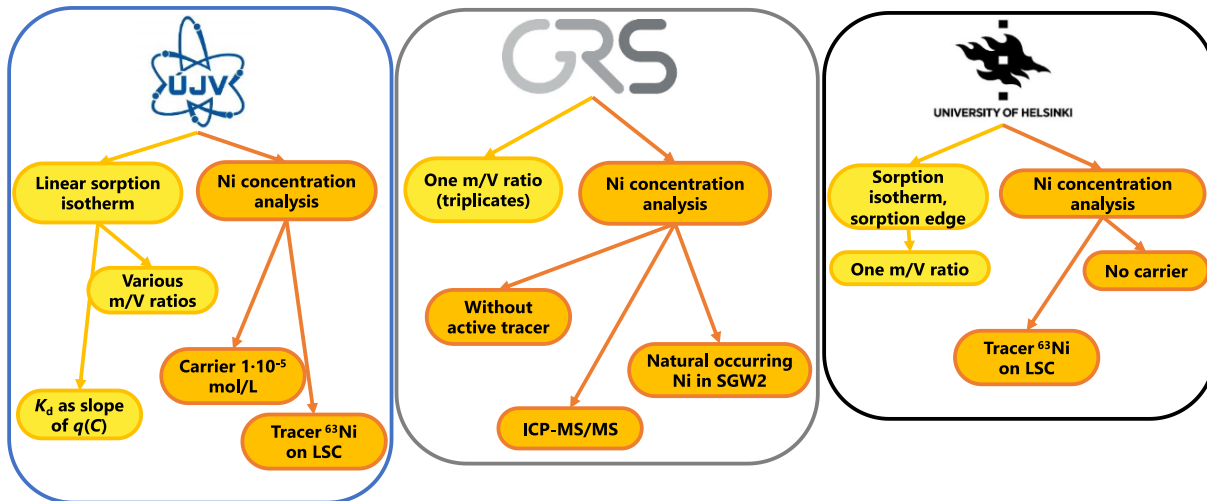 ÚJV
Linear sorption
isotherm
Ni concentration
analysis
Various
m/V ratios
Carrier 1·10⁻⁵
mol/L
K_d as slope
of q(C)
Tracer ⁶³Ni
on LSC
GRS
One m/V ratio
(triplicates)
Ni concentration
analysis
Without
active tracer
Natural occurring
Ni in SGW2
ICP-MS/MS
UNIVERSITY OF HELSINKI
Sorption
isotherm,
sorption edge
Ni concentration
analysis
One m/V ratio
No carrier
Tracer ⁶³Ni
on LSC